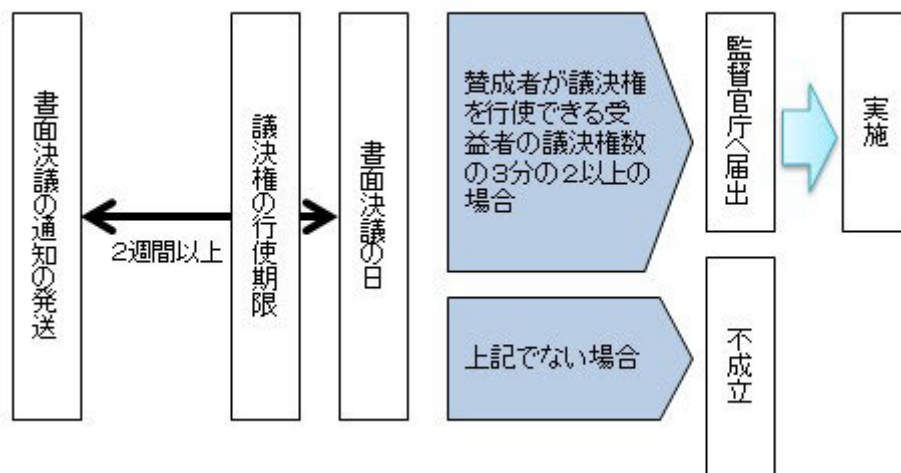 書面決議の通知の発送
2週間以上
議決権の行使期限
書面決議の日
賛成者が議決権
を行使できる受
益者の議決権数
の3分の2以上の
場合
監督官庁へ届出
実施
上記でない場合
不成立